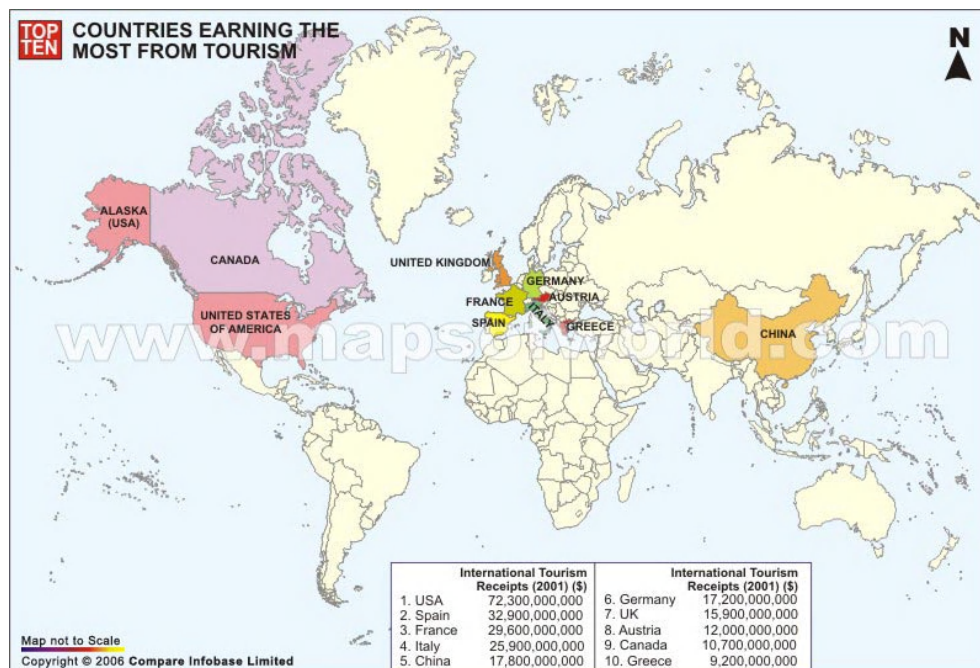 TOP
TEN
COUNTRIES EARNING THE
MOST FROM TOURISM
N
ALASKA
(USA)
CANADA
UNITED KINGDOM
GERMANY
AUSTRIA
FRANCE
UNITED STATES
OF AMERICA
SPAIN
ITALY
GREECE
CHINA
www.mapsofworld.com
International Tourism
Receipts (2001) ($)
1. USA 72,300,000,000
2. Spain 32,900,000,000
3. France 29,600,000,000
4. Italy 25,900,000,000
5. China 17,800,000,000
International Tourism
Receipts (2001) ($)
6. Germany 17,200,000,000
7. UK 15,900,000,000
8. Austria 12,000,000,000
9. Canada 10,700,000,000
10. Greece 9,200,000,000
Map not to Scale
Copyright © 2006 Compare Infobase Limited